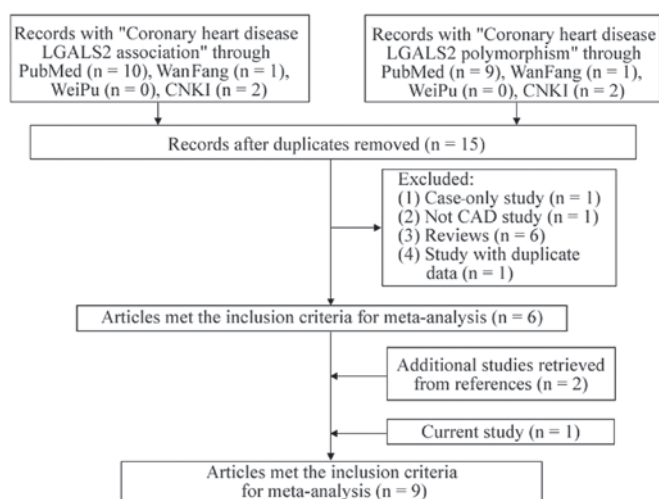 Records with "Coronary heart disease
LGALS2 association" through
PubMed (n = 10), WanFang (n = 1),
WeiPu (n = 0), CNKI (n = 2)
Records with "Coronary heart disease
LGALS2 polymorphism" through
PubMed (n = 9), WanFang (n = 1),
WeiPu (n = 0), CNKI (n = 2)
Records after duplicates removed (n = 15)
Excluded:
(1) Case-only study (n = 1)
(2) Not CAD study (n = 1)
(3) Reviews (n = 6)
(4) Study with duplicate
data (n = 1)
Articles met the inclusion criteria for meta-analysis (n = 6)
Additional studies retrieved
from references (n = 2)
Current study (n = 1)
Articles met the inclusion criteria
for meta-analysis (n = 9)